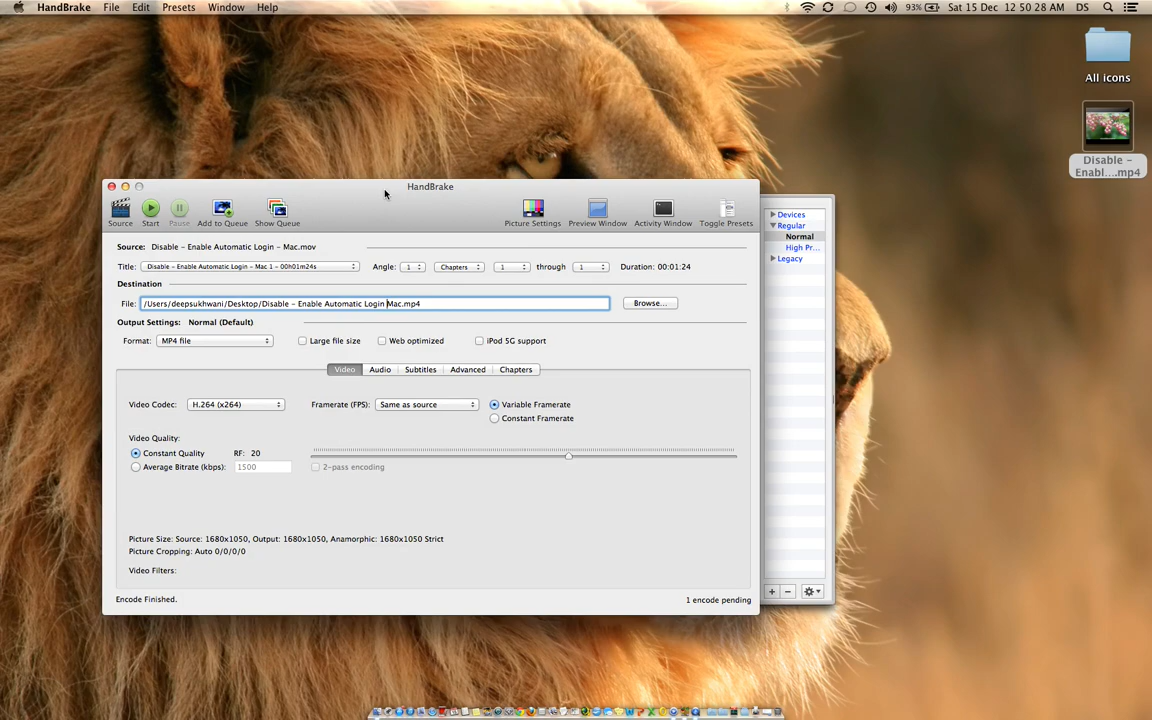 HandBrake File Edit Presets Window Help 93% Sat 15 Dec 12 50 28 AM DS
All icons
Disable -
Enabl....mp4
HandBrake
Source Start Pause Add to Queue Show Queue Picture Settings Preview Window Activity Window Toggle Presets
Source: Disable - Enable Automatic Login - Mac.mov
Title: Disable - Enable Automatic Login - Mac 1 - 00h01m24s Angle: 1 Chapters 1 through 1 Duration: 00:01:24
Destination
File: /Users/deepsukhwani/Desktop/Disable - Enable Automatic Login Mac.mp4 Browse...
Output Settings: Normal (Default)
Format: MP4 file Large file size Web optimized iPod 5G support
Video Audio Subtitles Advanced Chapters
Video Codec: H.264 (x264) Framerate (FPS): Same as source Variable Framerate
Constant Framerate
Video Quality:
Constant Quality RF: 20
Average Bitrate (kbps): 1500 2-pass encoding
Picture Size: Source: 1680x1050, Output: 1680x1050, Anamorphic: 1680x1050 Strict
Picture Cropping: Auto 0/0/0/0
Video Filters:
Encode Finished. 1 encode pending
Devices
Regular
Normal
High Pr...
Legacy